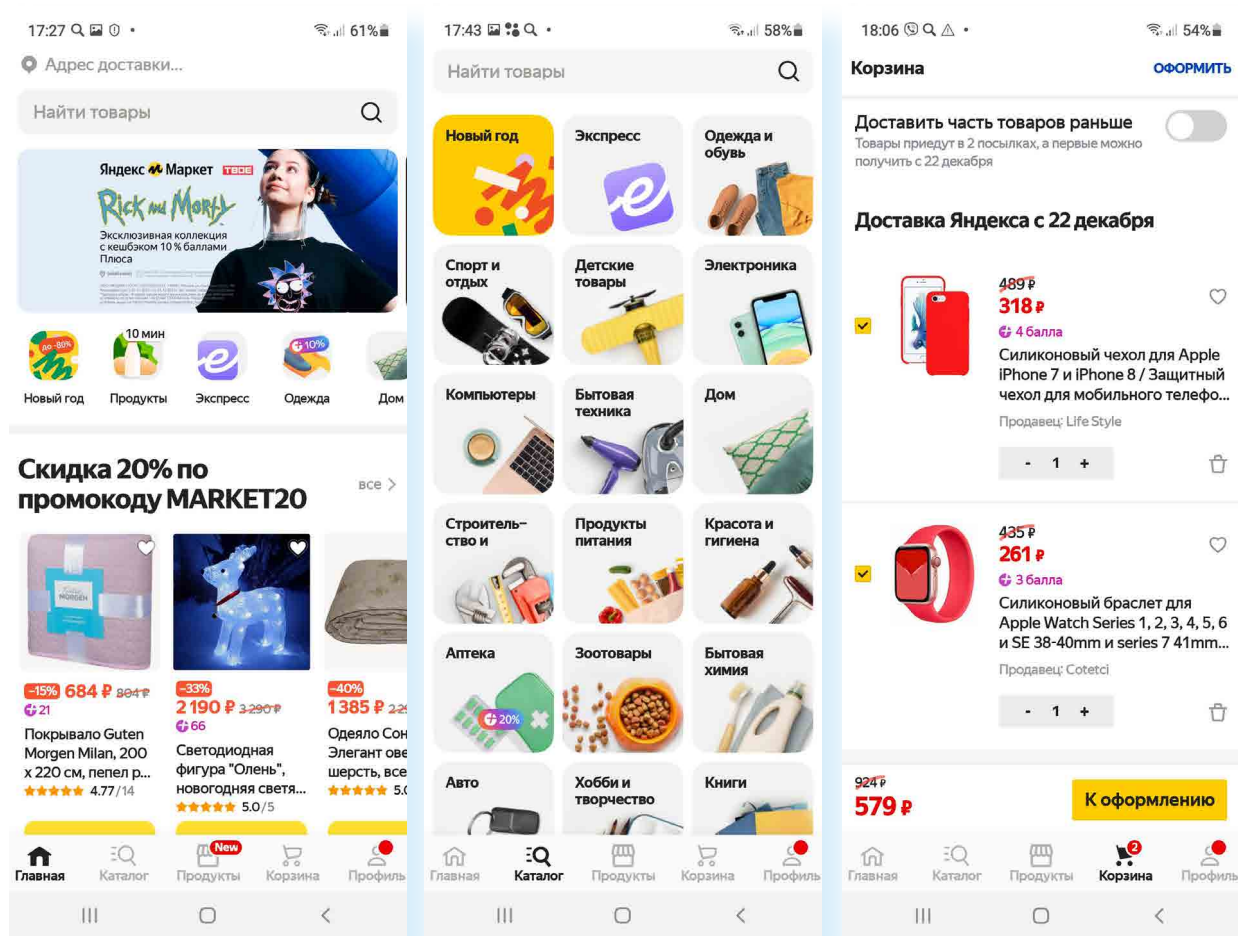 17:27
61%
Адрес доставки...
Найти товары
Яндекс Маркет ТВОЕ
Rick and Morty
Эксклюзивная коллекция
с кешбэком 10 % баллами
Плюса
до -80%
10 мин
10%
Новый год
Продукты
Экспресс
Одежда
Дом
Скидка 20% по
промокоду MARKET20
все >
MORGEN
-15% 684 ₽ 804 ₽
21
Покрывало Guten
Morgen Milan, 200
х 220 см, пепел р...
4.77/14
-33%
2 190 ₽ 3 290 ₽
66
Светодиодная
фигура "Олень",
новогодняя светя...
5.0/5
-40%
1 385 ₽ 2 29
Одеяло Сон
Элегант ове
шерсть, все
5.0
Главная
Каталог
New
Продукты
Корзина
Профиль
17:43
58%
Найти товары
Новый год
Экспресс
Одежда и
обувь
Спорт и
отдых
Детские
товары
Электроника
Компьютеры
Бытовая
техника
Дом
Строитель-
ство и
Продукты
питания
Красота и
гигиена
Аптека
20%
Зоотовары
Бытовая
химия
Авто
Хобби и
творчество
Книги
Главная
Каталог
Продукты
Корзина
Профиль
18:06
54%
Корзина
ОФОРМИТЬ
Доставить часть товаров раньше
Товары приедут в 2 посылках, а первые можно
получить с 22 декабря
Доставка Яндекса с 22 декабря
489 ₽
318 ₽
4 балла
Силиконовый чехол для Apple
iPhone 7 и iPhone 8 / Защитный
чехол для мобильного телефо...
Продавец: Life Style
- 1 +
435 ₽
261 ₽
3 балла
Силиконовый браслет для
Apple Watch Series 1, 2, 3, 4, 5, 6
и SE 38-40mm и series 7 41mm...
Продавец: Cotetci
- 1 +
924 ₽
579 ₽
К оформлению
Главная
Каталог
Продукты
2
Корзина
Профиль